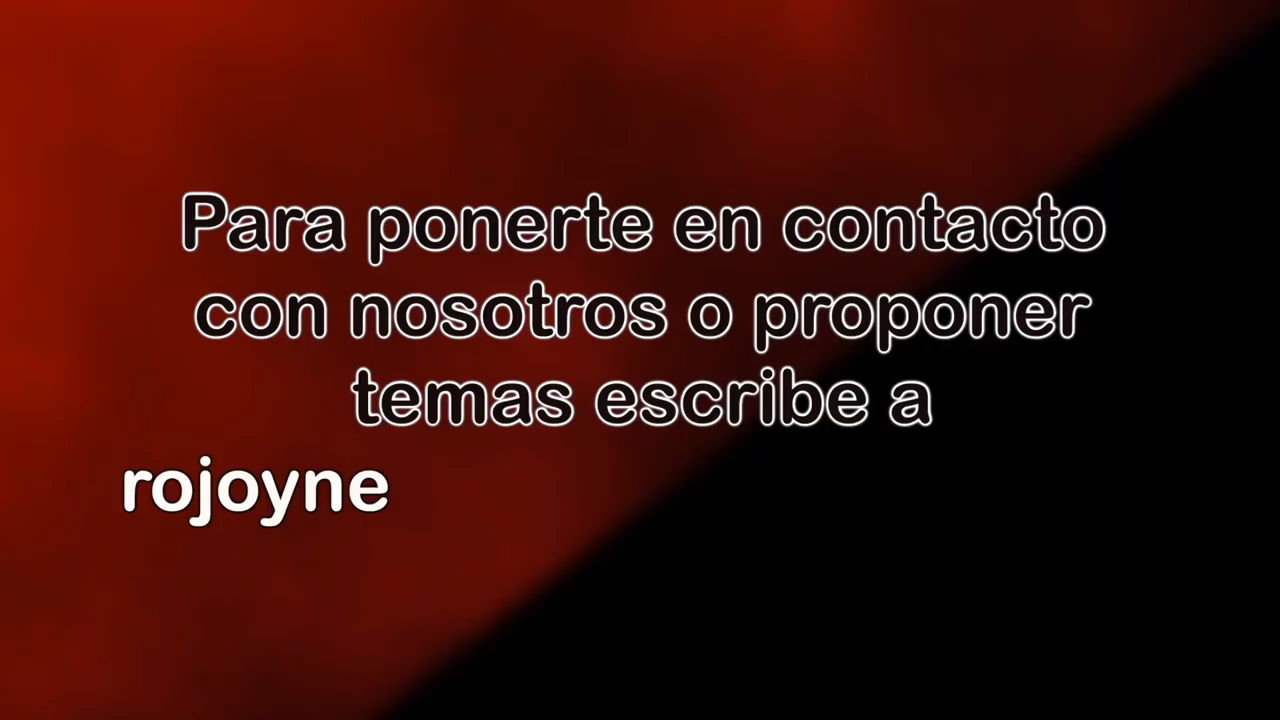 Para ponerte en contacto
con nosotros o proponer
temas escribe a
rojoyne